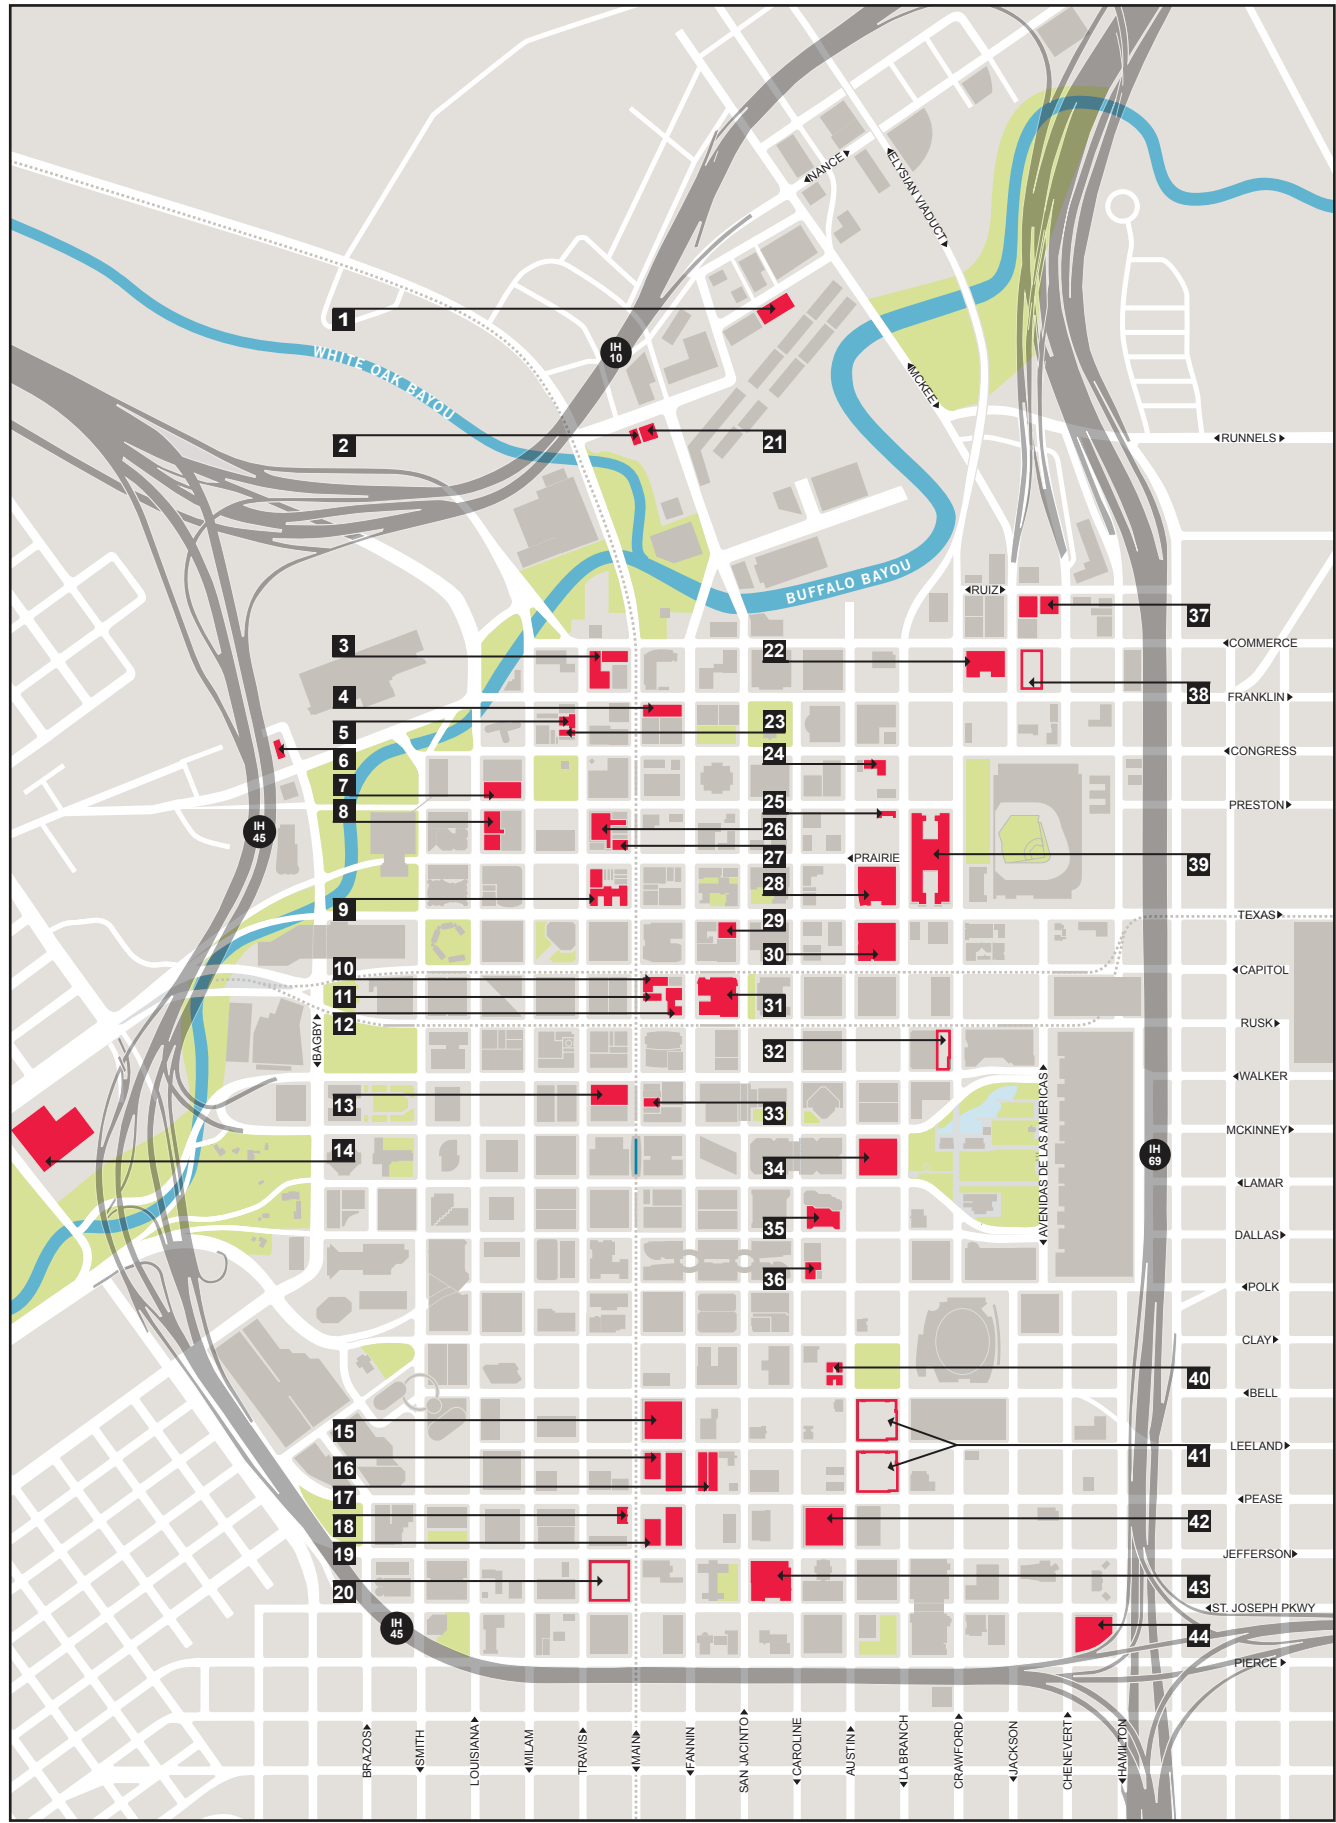 NANCE
ELYSIAN VIADUCT
1
IH
10
WHITE OAK BAYOU
MCKEE
2
21
RUNNELS
BUFFALO BAYOU
RUIZ
37
3
22
COMMERCE
38
4
FRANKLIN
5
23
6
24
CONGRESS
7
8
25
PRESTON
IH
45
26
27
PRAIRIE
39
28
9
TEXAS
29
30
10
CAPITOL
11
31
12
RUSK
BAGBY
32
WALKER
13
33
AVENIDAS DE LAS AMERICAS
MCKINNEY
14
34
IH
69
LAMAR
35
DALLAS
36
POLK
CLAY
40
BELL
15
LEELAND
41
16
17
PEASE
18
42
19
JEFFERSON
20
43
ST. JOSEPH PKWY
IH
45
44
PIERCE
BRAZOS
SMITH
LOUISIANA
MILAM
TRAVIS
MAIN
FANNIN
SAN JACINTO
CAROLINE
AUSTIN
LA BRANCH
CRAWFORD
JACKSON
CHENEVERT
HAMILTON